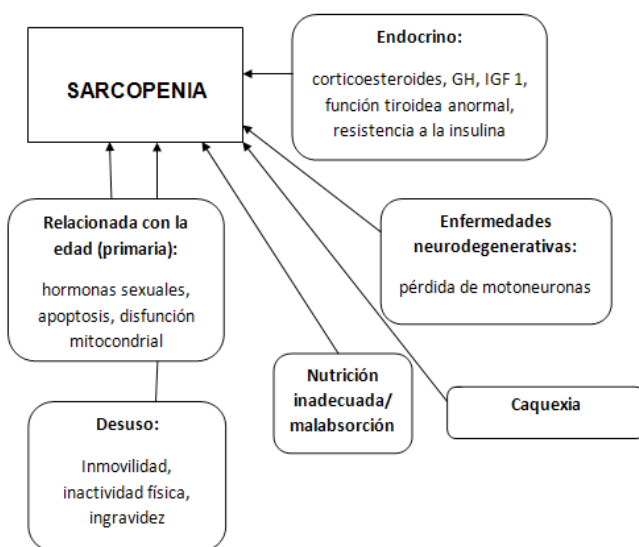 SARCOPENIA
Endocrino:
corticoesteroides, GH, IGF 1,
función tiroidea anormal,
resistencia a la insulina
Relacionada con la
edad (primaria):
hormonas sexuales,
apoptosis, disfunción
mitocondrial
Enfermedades
neurodegenerativas:
pérdida de motoneuronas
Nutrición
inadecuada/
malabsorción
Caquexia
Desuso:
Inmovilidad,
inactividad física,
ingravidez